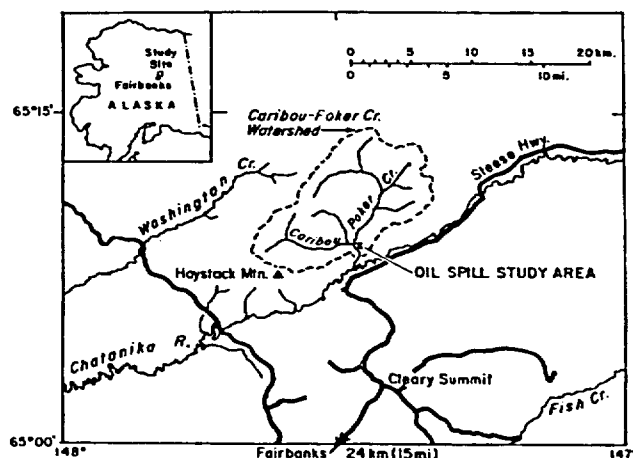 Study
Site
Fairbanks
ALASKA
0 5 10 15 20 km.
0 5 10 mi.
65°15'
Caribou-Poker Cr.
Watershed
Steese Hwy.
Washington Cr.
Poker Cr.
Caribou
Haystack Mtn.
OIL SPILL STUDY AREA
Chatanika R.
Cleary Summit
Fish Cr.
65°00'
148°
Fairbanks 24 km (15mi)
147°